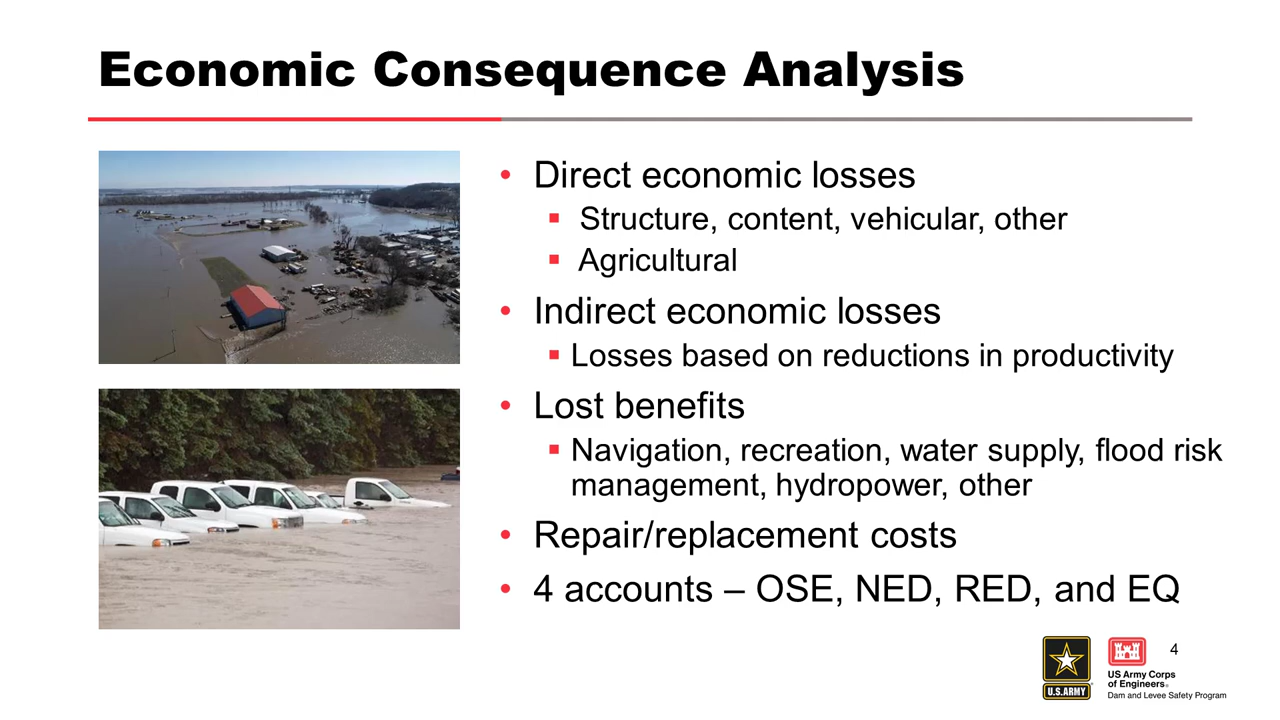 Economic Consequence Analysis
• Direct economic losses
▪ Structure, content, vehicular, other
▪ Agricultural
• Indirect economic losses
▪ Losses based on reductions in productivity
• Lost benefits
▪ Navigation, recreation, water supply, flood risk
management, hydropower, other
• Repair/replacement costs
• 4 accounts – OSE, NED, RED, and EQ
4
U.S.ARMY
US Army Corps
of Engineers®
Dam and Levee Safety Program